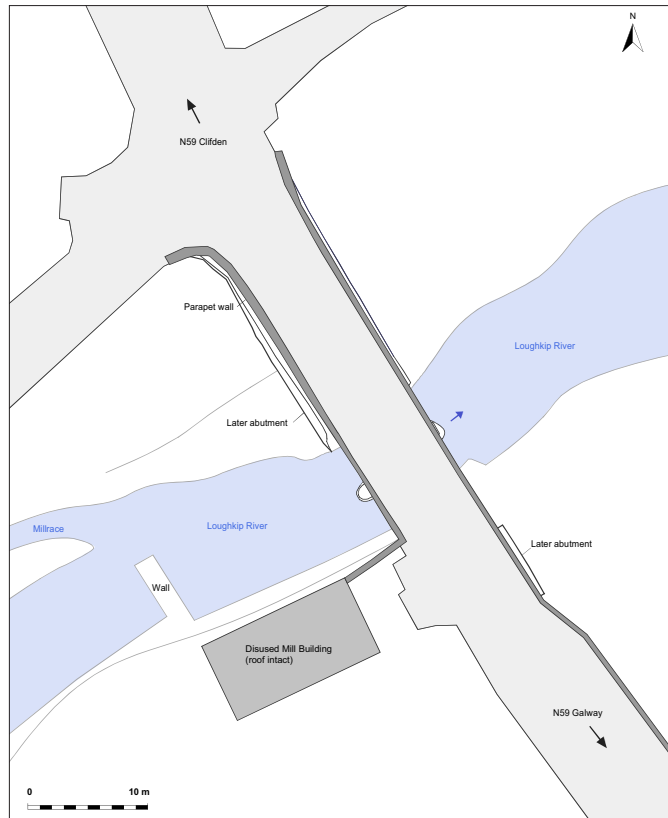 N
N59 Clifden
Parapet wall
Loughkip River
Later abutment
Millrace
Loughkip River
Later abutment
Wall
Disused Mill Building
(roof intact)
N59 Galway
0 10 m